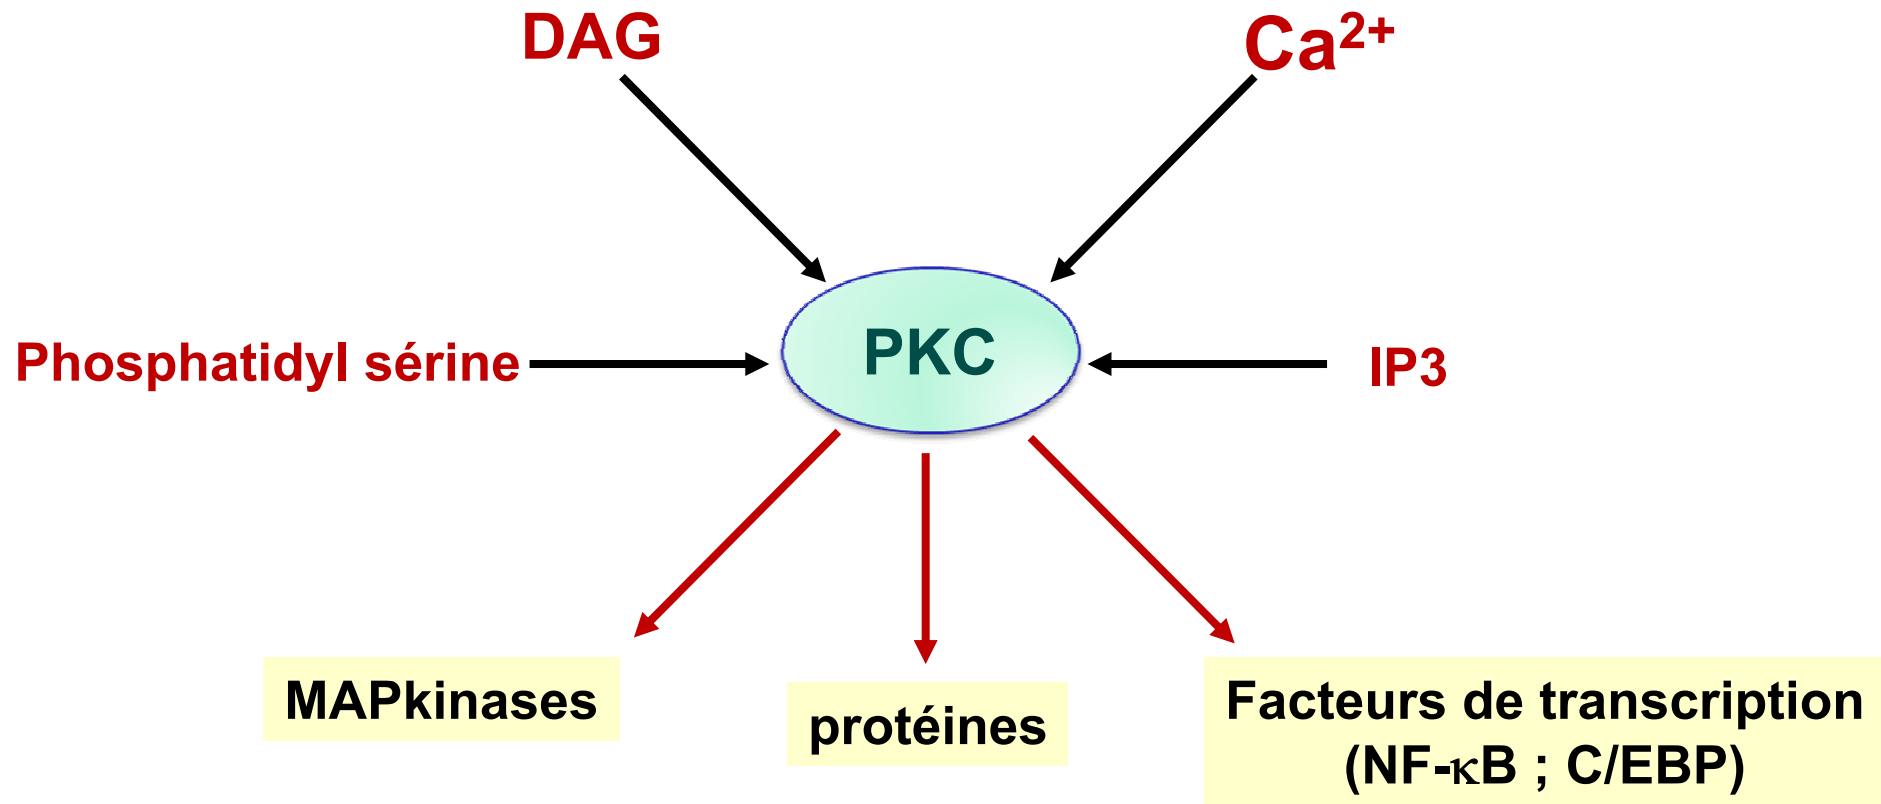 DAG
Ca²⁺
Phosphatidyl sérine
PKC
IP3
MAPkinases
protéines
Facteurs de transcription
(NF-κB ; C/EBP)